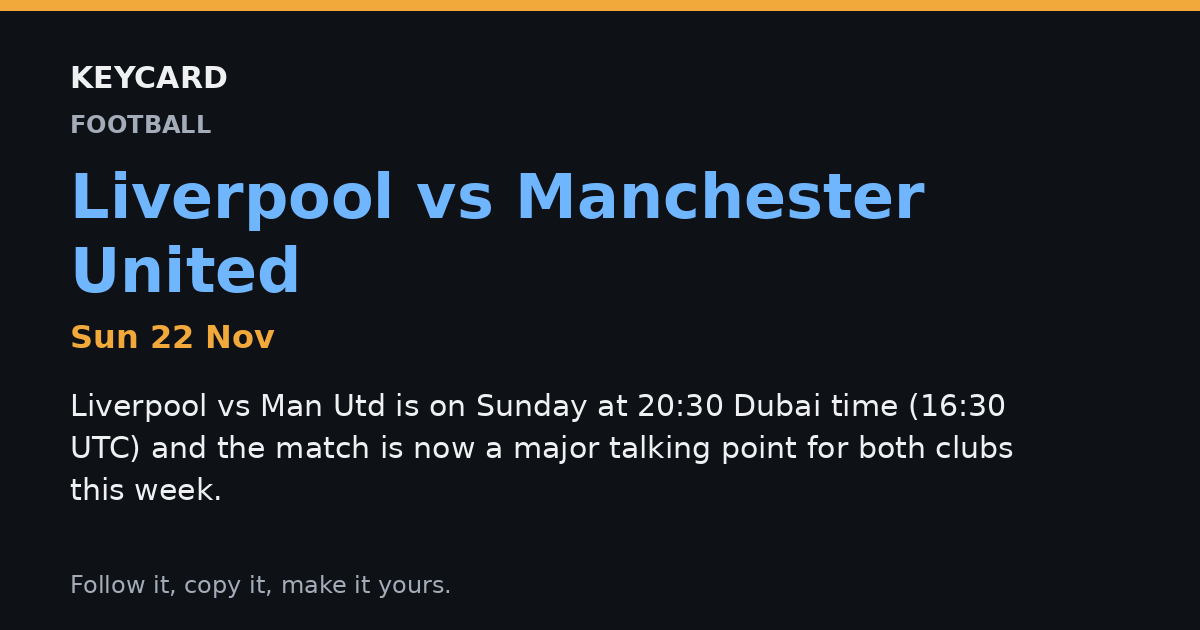 KEYCARD
FOOTBALL
Liverpool vs Manchester
United
Sun 22 Nov
Liverpool vs Man Utd is on Sunday at 20:30 Dubai time (16:30
UTC) and the match is now a major talking point for both clubs
this week.
Follow it, copy it, make it yours.